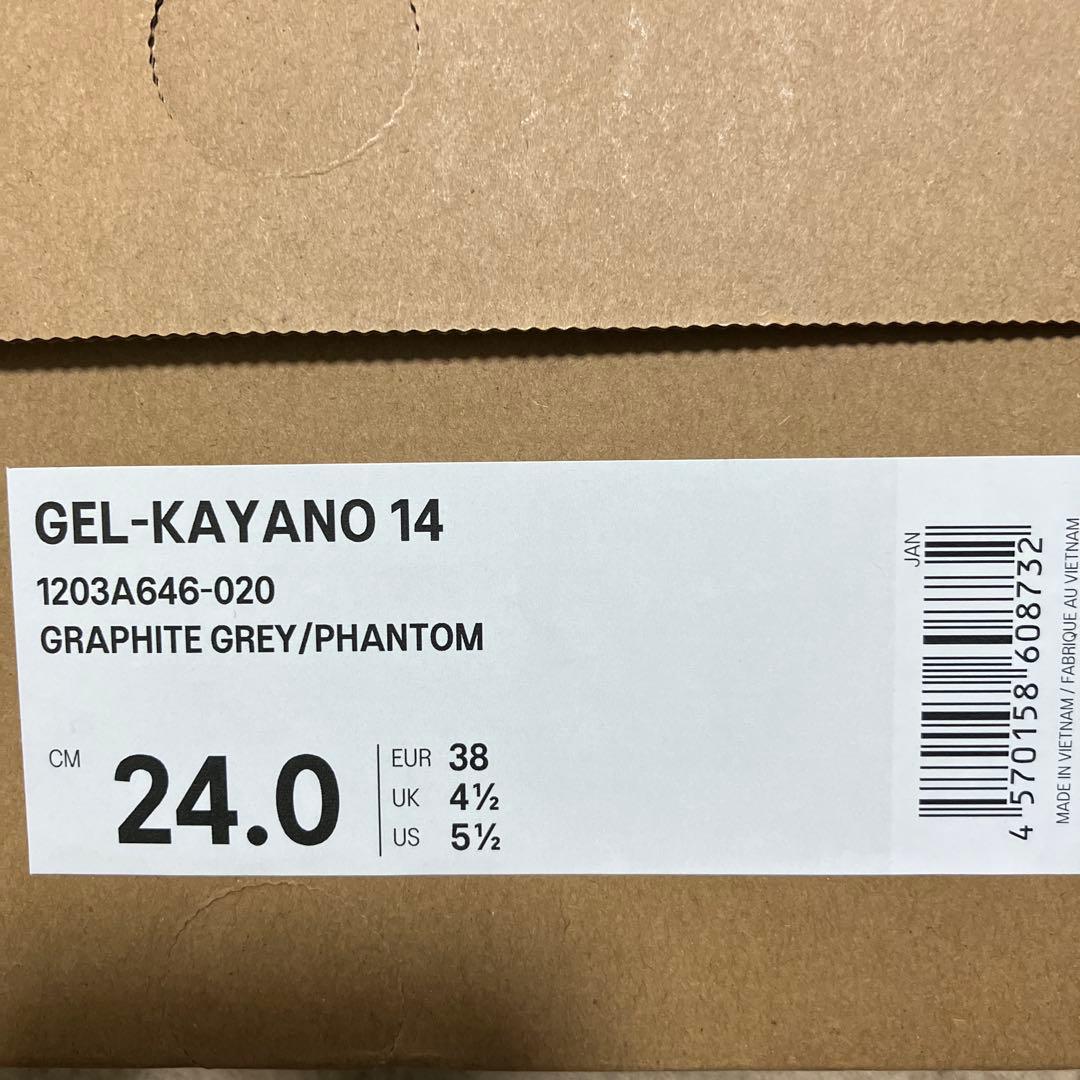 GEL-KAYANO 14
1203A646-020
GRAPHITE GREY/PHANTOM
CM 24.0
EUR 38
UK 4½
US 5½
JAN
4 570158 608732
MADE IN VIETNAM / FABRIQUE AU VIETNAM